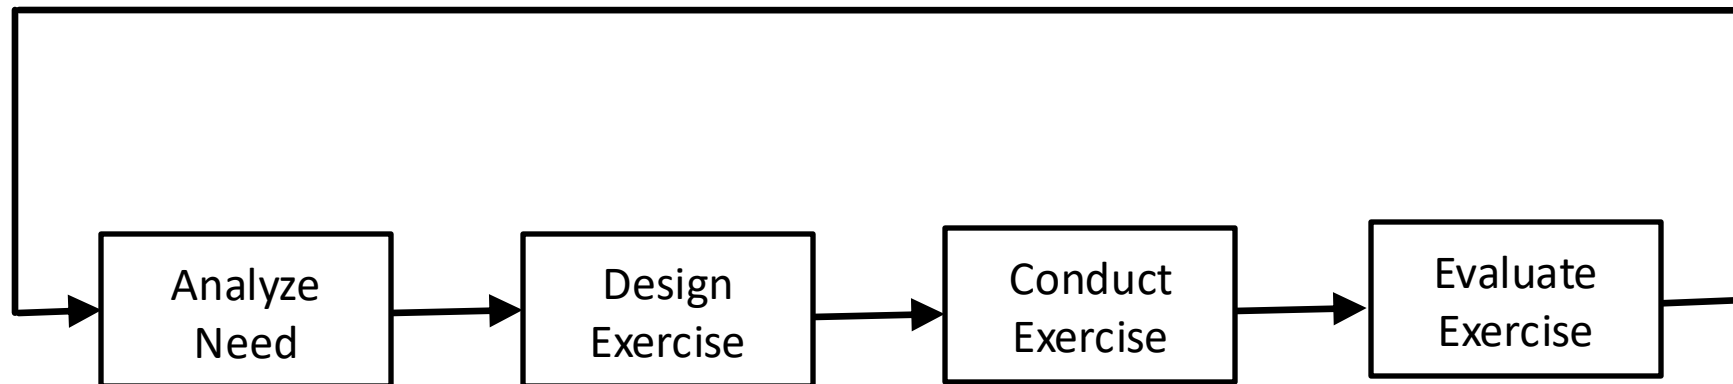 Analyze
Need
Design
Exercise
Conduct
Exercise
Evaluate
Exercise